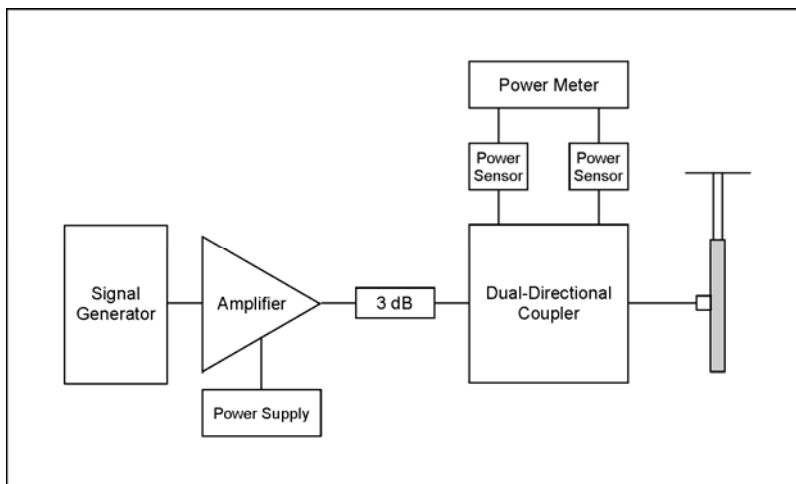 Power Meter
Power
Sensor
Power
Sensor
Signal
Generator
Amplifier
3 dB
Dual-Directional
Coupler
Power Supply